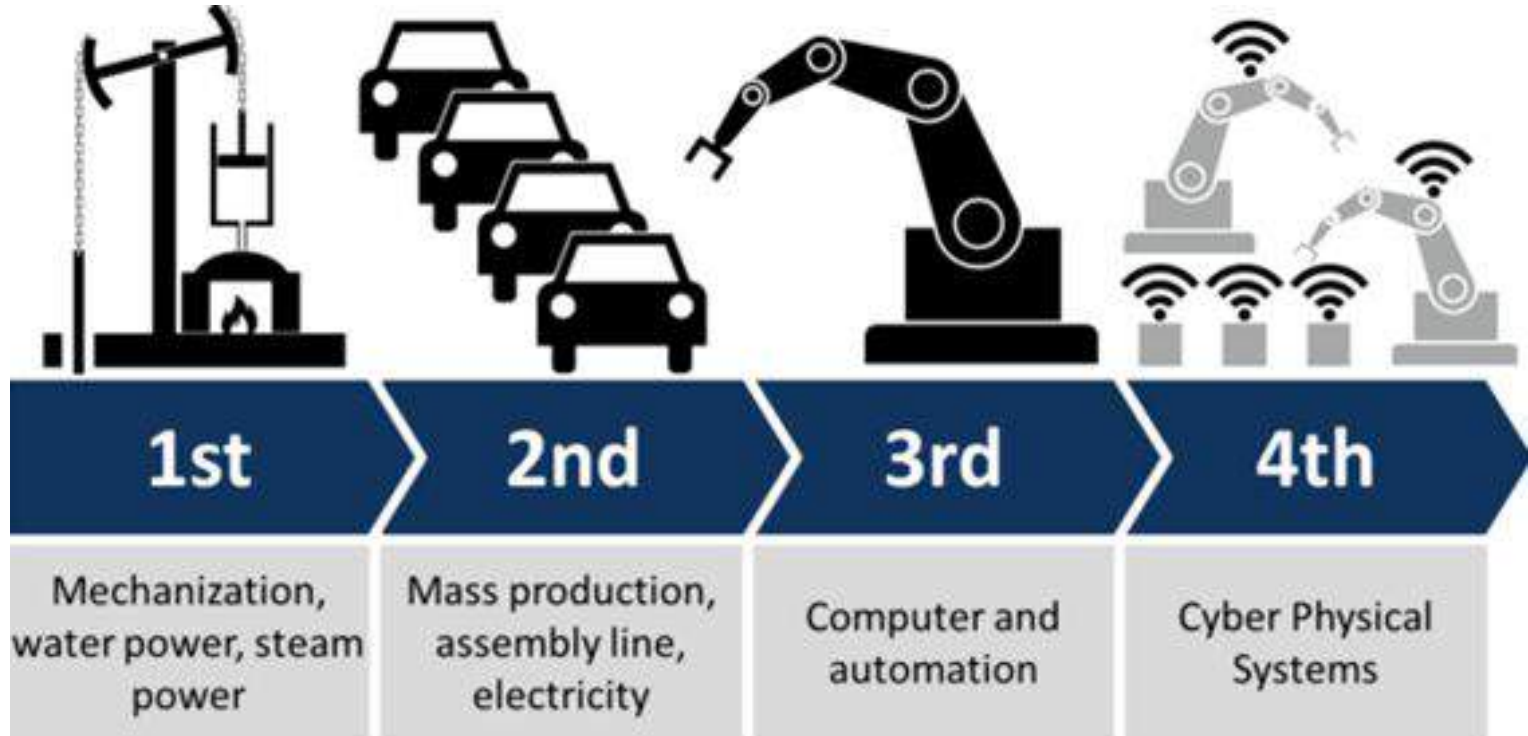 1st
2nd
3rd
4th
Mechanization,
water power, steam
power
Mass production,
assembly line,
electricity
Computer and
automation
Cyber Physical
Systems